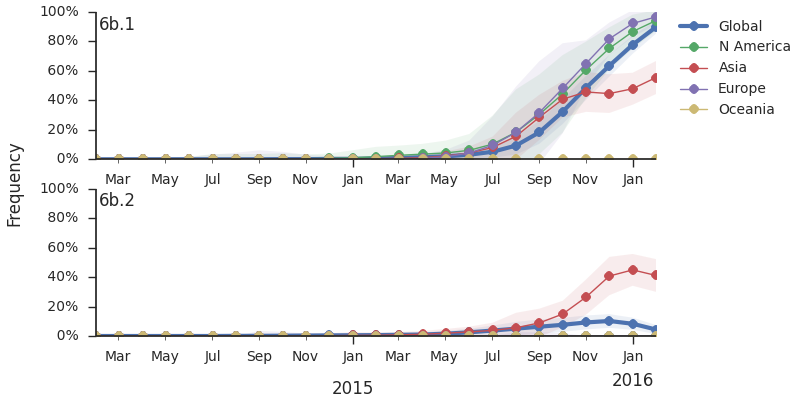 100%
6b.1
80%
60%
40%
20%
0%
Mar May Jul Sep Nov Jan Mar May Jul Sep Nov Jan
Global
N America
Asia
Europe
Oceania
Frequency
100%
6b.2
80%
60%
40%
20%
0%
Mar May Jul Sep Nov Jan Mar May Jul Sep Nov Jan
2015 2016